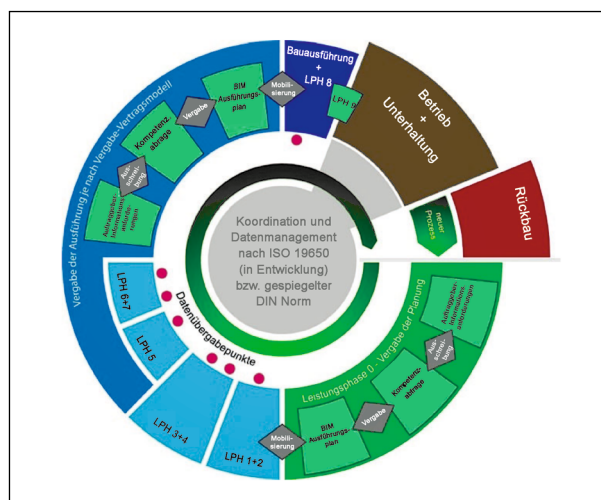 Koordination und
Datenmanagement
nach ISO 19650
(in Entwicklung)
bzw. gespiegelter
DIN Norm
Leistungsphase 0 - Vergabe der Planung
Auftraggeber-
Informations-
anforderungen
Aus-
schrei-
bung
Kompetenz-
abfrage
Vergabe
BIM
Ausführungs-
plan
Mobili-
sierung
LPH 1+2
LPH 3+4
LPH 5
LPH 6+7
Datenübergabepunkte
Vergabe der Ausführung je nach Vergabe-Vertragsmodell
Auftraggeber-
Informations-
anforde-
rungen
Aus-
schrei-
bung
Kompetenz-
abfrage
Vergabe
BIM
Ausführungs-
plan
Mobili-
sierung
Bauausführung
+
LPH 8
LPH 9
Betrieb
+
Unterhaltung
Rückbau
neuer
Prozess